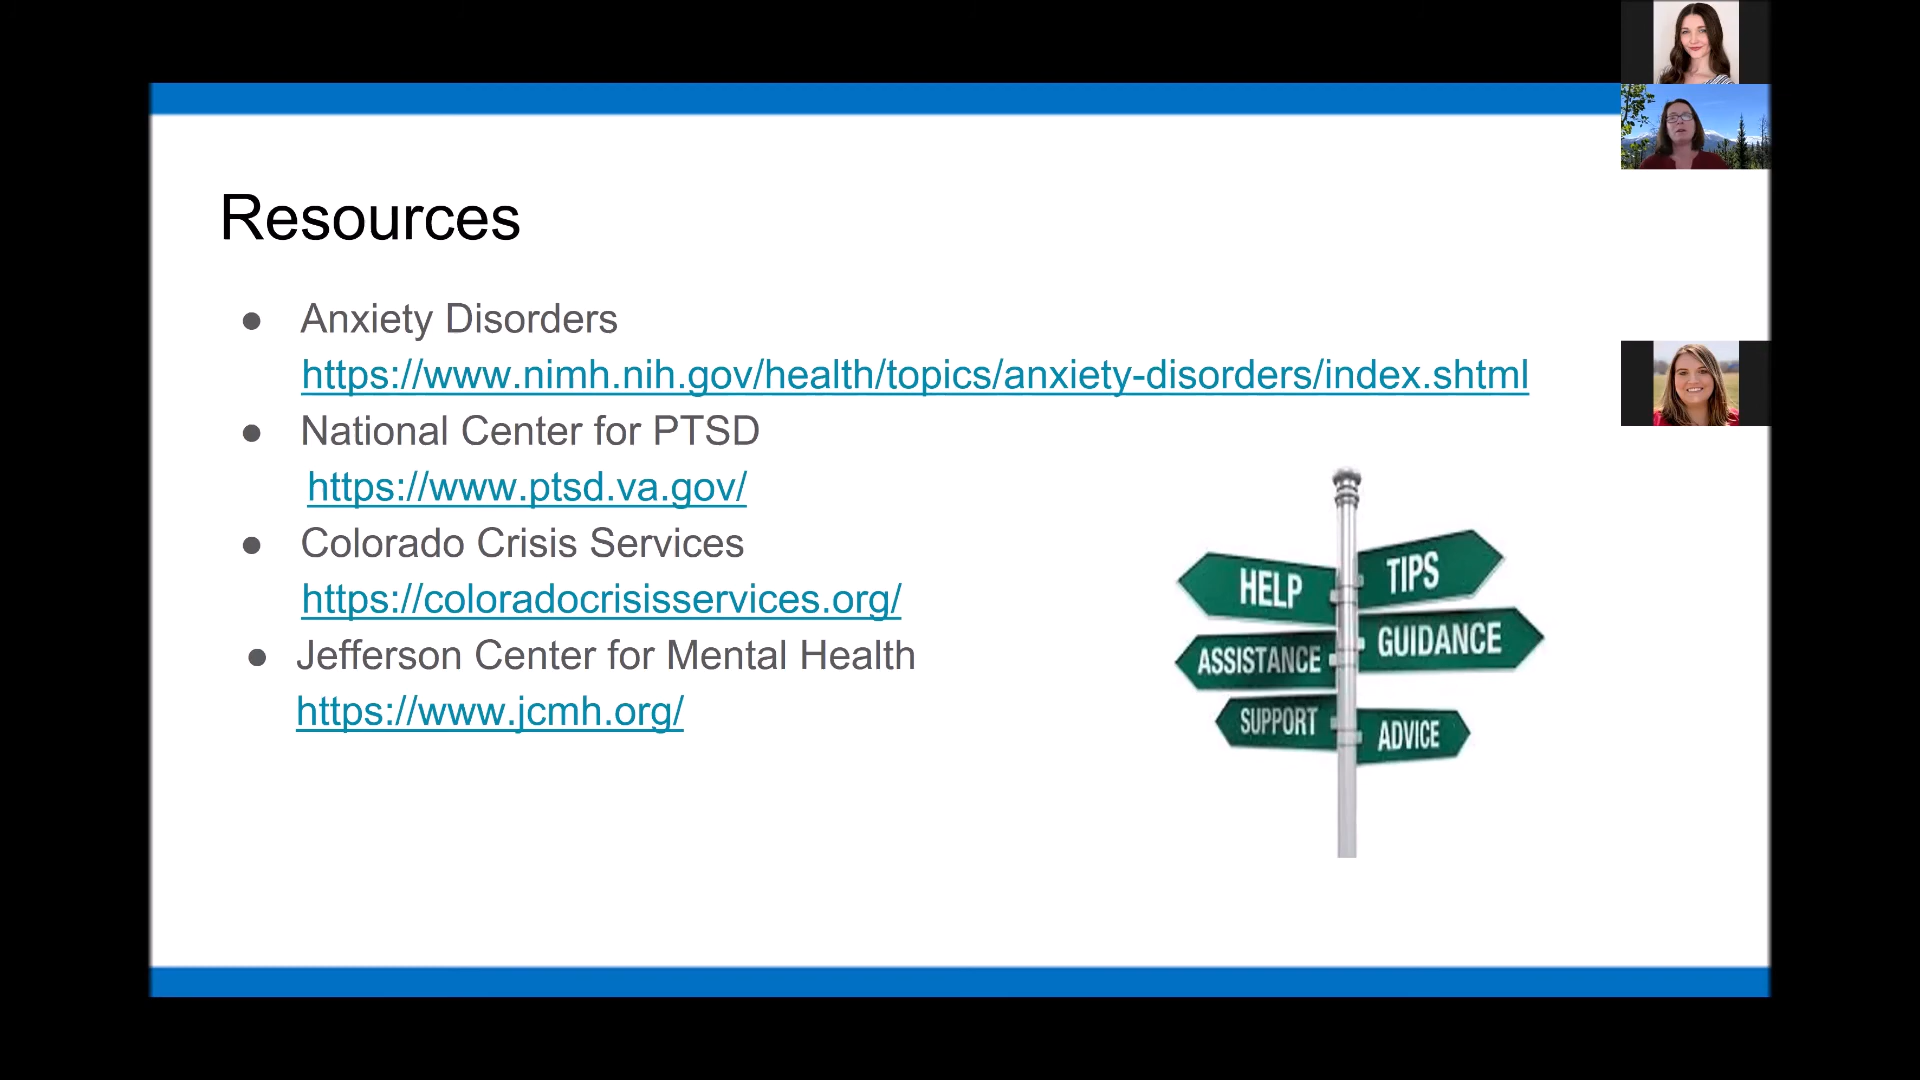 Resources
● Anxiety Disorders
https://www.nimh.nih.gov/health/topics/anxiety-disorders/index.shtml
● National Center for PTSD
https://www.ptsd.va.gov/
● Colorado Crisis Services
https://coloradocrisisservices.org/
● Jefferson Center for Mental Health
https://www.jcmh.org/
HELP
TIPS
ASSISTANCE
GUIDANCE
SUPPORT
ADVICE